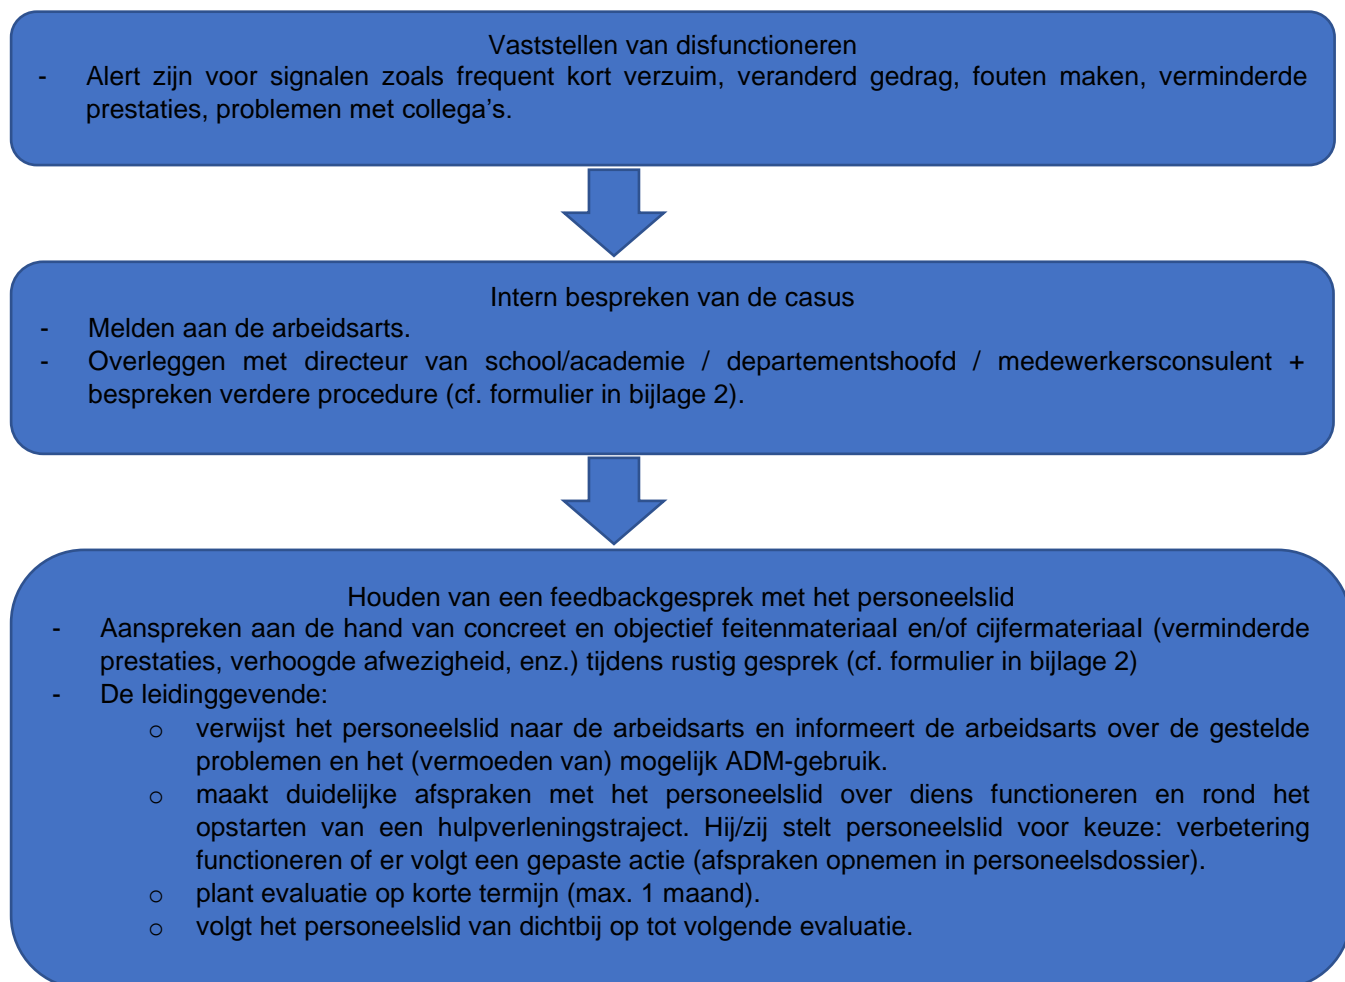 Vaststellen van disfunctioneren
- Alert zijn voor signalen zoals frequent kort verzuim, veranderd gedrag, fouten maken, verminderde
prestaties, problemen met collega’s.
Intern bespreken van de casus
- Melden aan de arbeidsarts.
- Overleggen met directeur van school/academie / departementshoofd / medewerkersconsulent +
bespreken verdere procedure (cf. formulier in bijlage 2).
Houden van een feedbackgesprek met het personeelslid
- Aanspreken aan de hand van concreet en objectief feitenmateriaal en/of cijfermateriaal (verminderde
prestaties, verhoogde afwezigheid, enz.) tijdens rustig gesprek (cf. formulier in bijlage 2)
- De leidinggevende:
o verwijst het personeelslid naar de arbeidsarts en informeert de arbeidsarts over de gestelde
problemen en het (vermoeden van) mogelijk ADM-gebruik.
o maakt duidelijke afspraken met het personeelslid over diens functioneren en rond het
opstarten van een hulpverleningstraject. Hij/zij stelt personeelslid voor keuze: verbetering
functioneren of er volgt een gepaste actie (afspraken opnemen in personeelsdossier).
o plant evaluatie op korte termijn (max. 1 maand).
o volgt het personeelslid van dichtbij op tot volgende evaluatie.